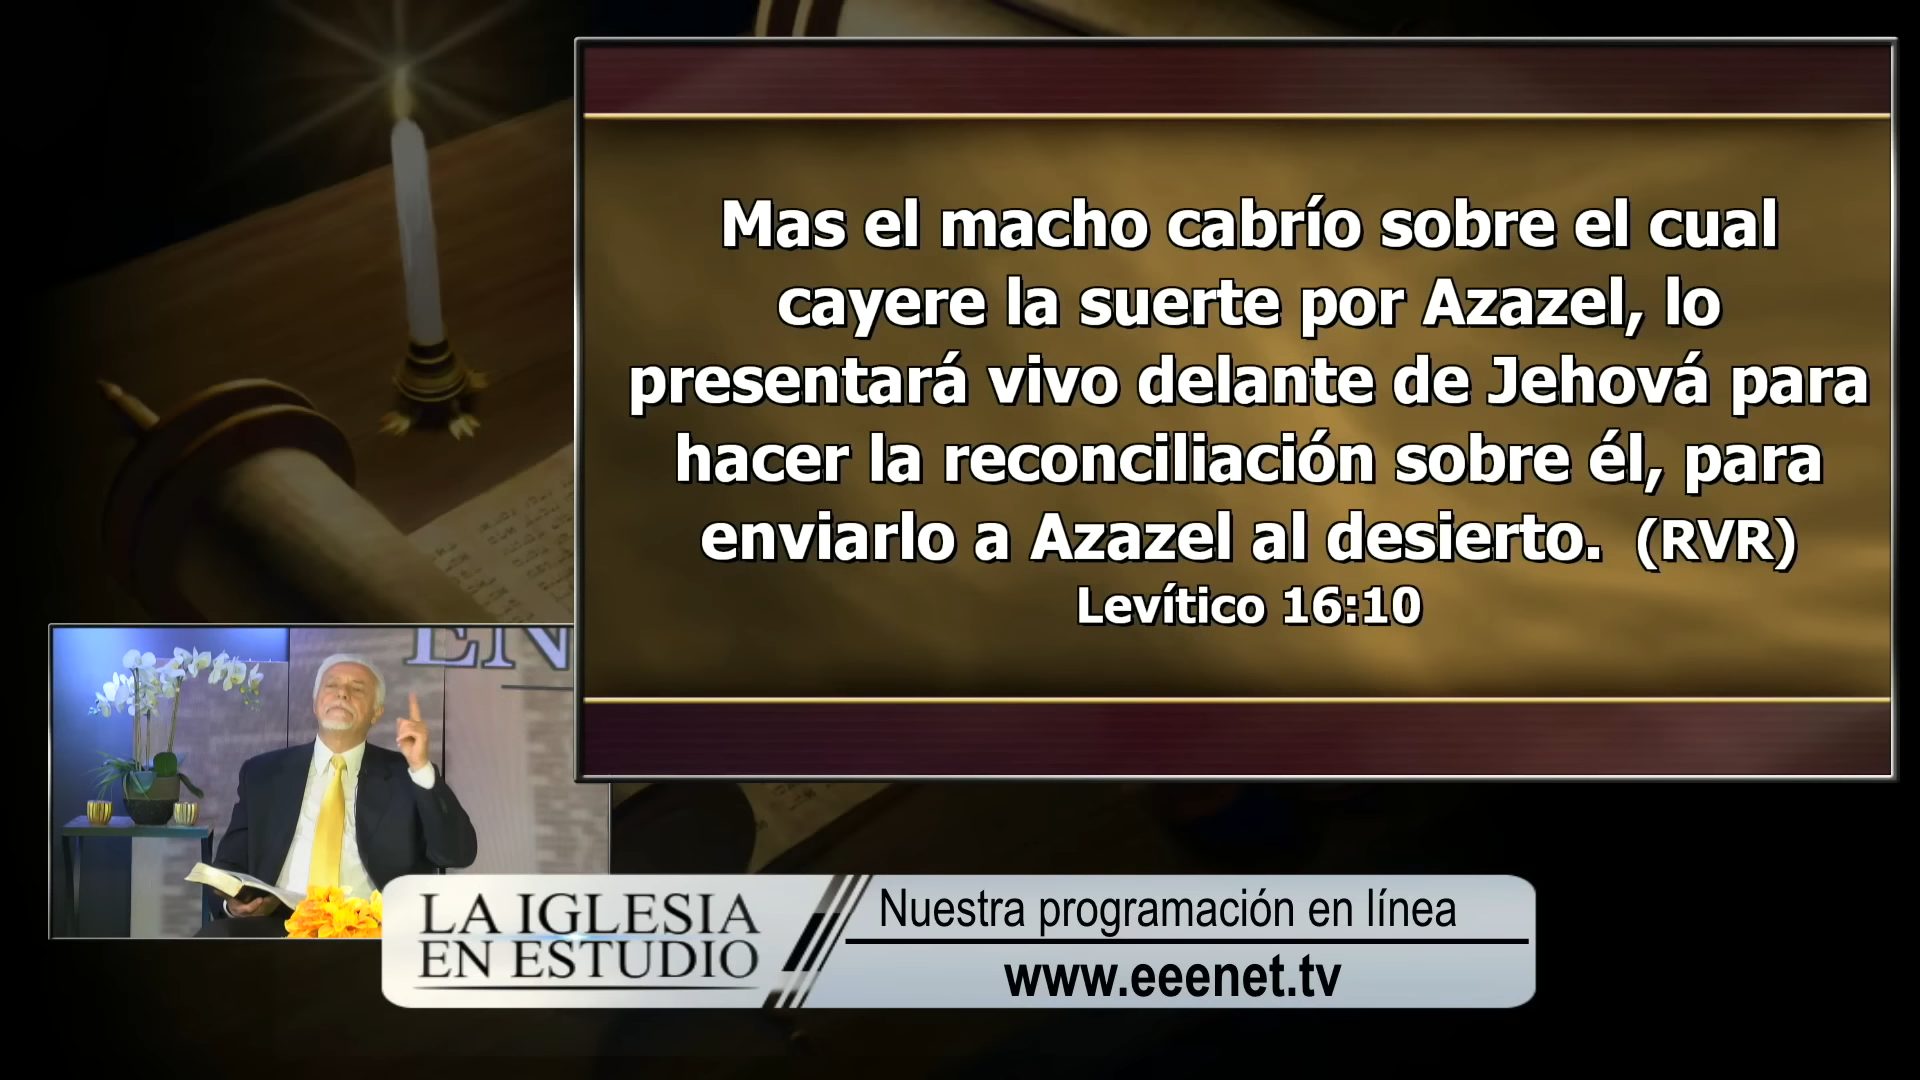 Mas el macho cabrío sobre el cual
cayere la suerte por Azazel, lo
presentará vivo delante de Jehová para
hacer la reconciliación sobre él, para
enviarlo a Azazel al desierto. (RVR)
Levítico 16:10
EN
LA IGLESIA
EN ESTUDIO
Nuestra programación en línea
www.eeenet.tv